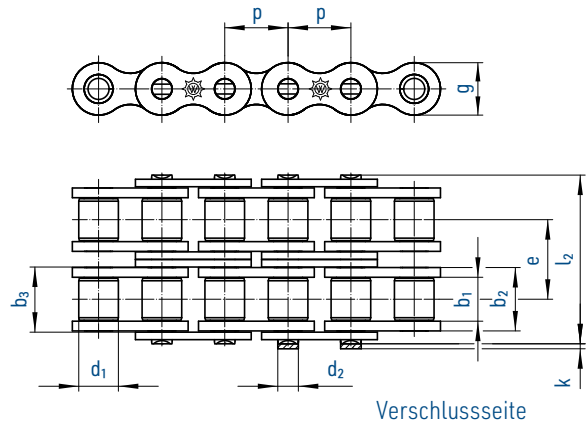 p p
g
b₃
d₁
d₂
b₁
b₂
e
l₂
k
Verschlussseite